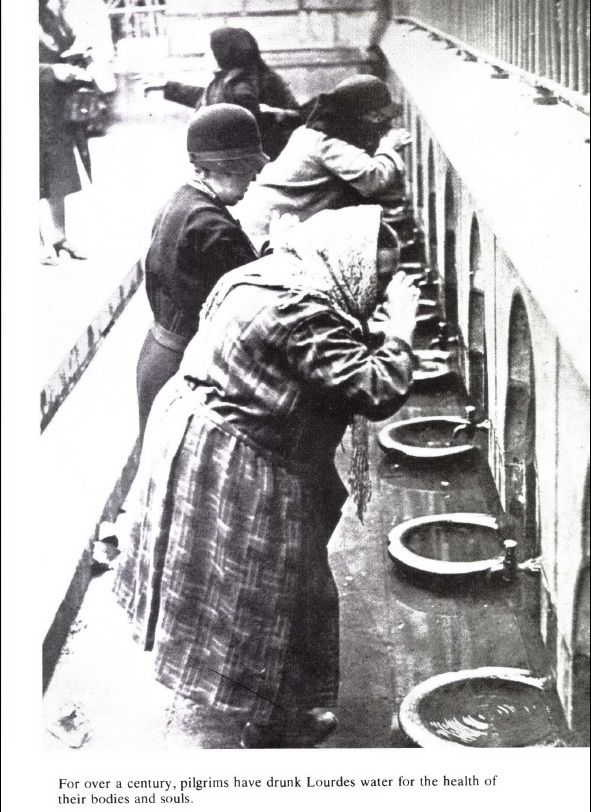 For over a century, pilgrims have drunk Lourdes water for the health of
their bodies and souls.